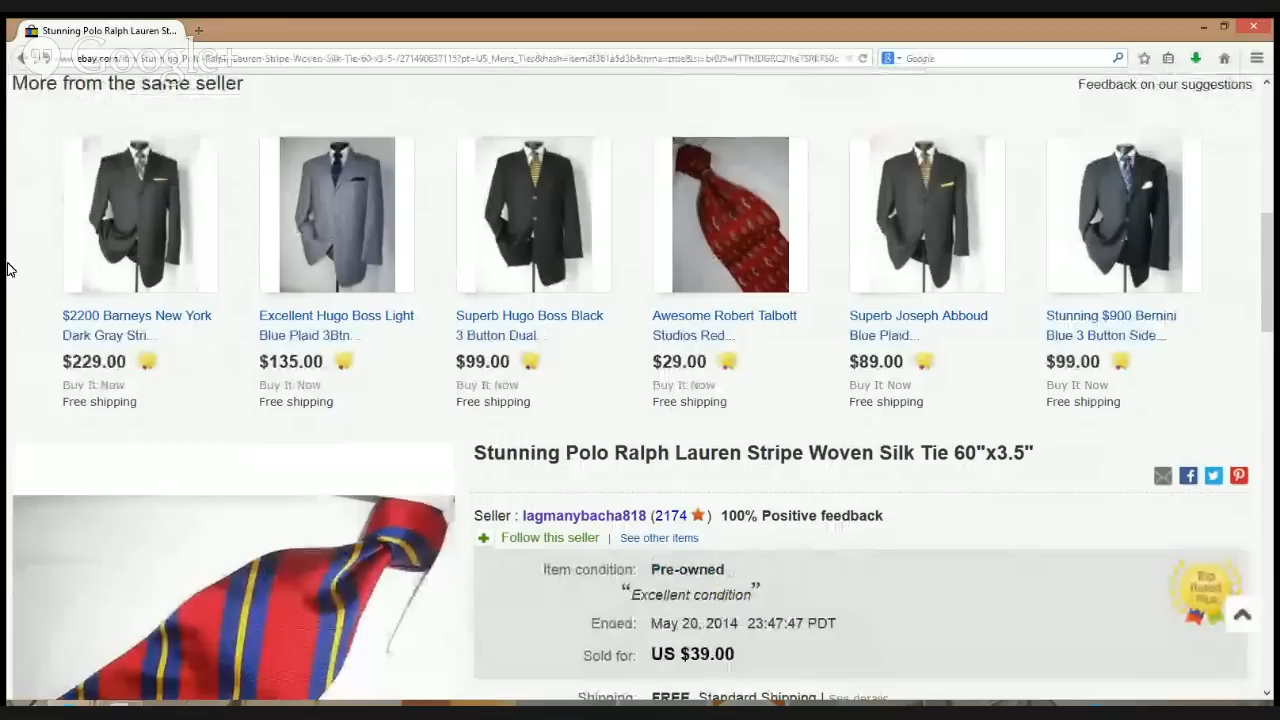 Stunning Polo Ralph Lauren St...
Google+
Google
More from the same seller
Feedback on our suggestions
$2200 Barneys New York
Dark Gray Stri...
$229.00
Buy It Now
Free shipping
Excellent Hugo Boss Light
Blue Plaid 3Btn...
$135.00
Buy It Now
Free shipping
Superb Hugo Boss Black
3 Button Dual...
$99.00
Buy It Now
Free shipping
Awesome Robert Talbott
Studios Red...
$29.00
Buy It Now
Free shipping
Superb Joseph Abboud
Blue Plaid...
$89.00
Buy It Now
Free shipping
Stunning $900 Bernini
Blue 3 Button Side...
$99.00
Buy It Now
Free shipping
Stunning Polo Ralph Lauren Stripe Woven Silk Tie 60"x3.5"
Seller : lagmanybacha818 (2174 ) 100% Positive feedback
Follow this seller | See other items
Item condition: Pre-owned
“Excellent condition”
Top
Rated
Plus
Ended: May 20, 2014 23:47:47 PDT
Sold for: US $39.00
Shipping: FREE Standard Shipping | See details